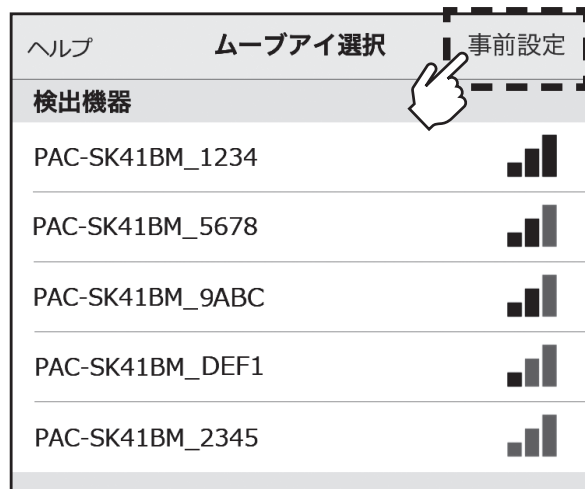 ヘルプ ムーブアイ選択 事前設定
検出機器
PAC-SK41BM_1234
PAC-SK41BM_5678
PAC-SK41BM_9ABC
PAC-SK41BM_DEF1
PAC-SK41BM_2345